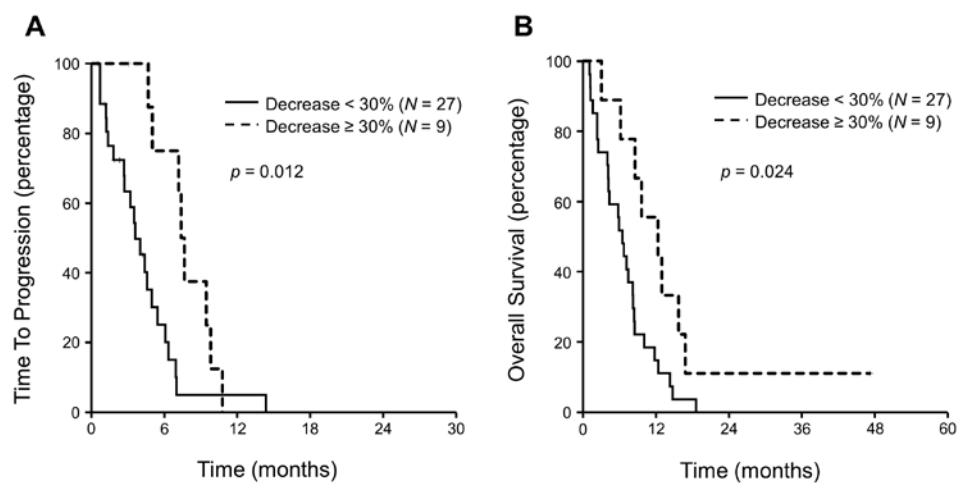 A
Time To Progression (percentage)
100
80
60
40
20
0
Decrease < 30% (N = 27)
Decrease ≥ 30% (N = 9)
p = 0.012
0 6 12 18 24 30
Time (months)
B
Overall Survival (percentage)
100
80
60
40
20
0
Decrease < 30% (N = 27)
Decrease ≥ 30% (N = 9)
p = 0.024
0 12 24 36 48 60
Time (months)